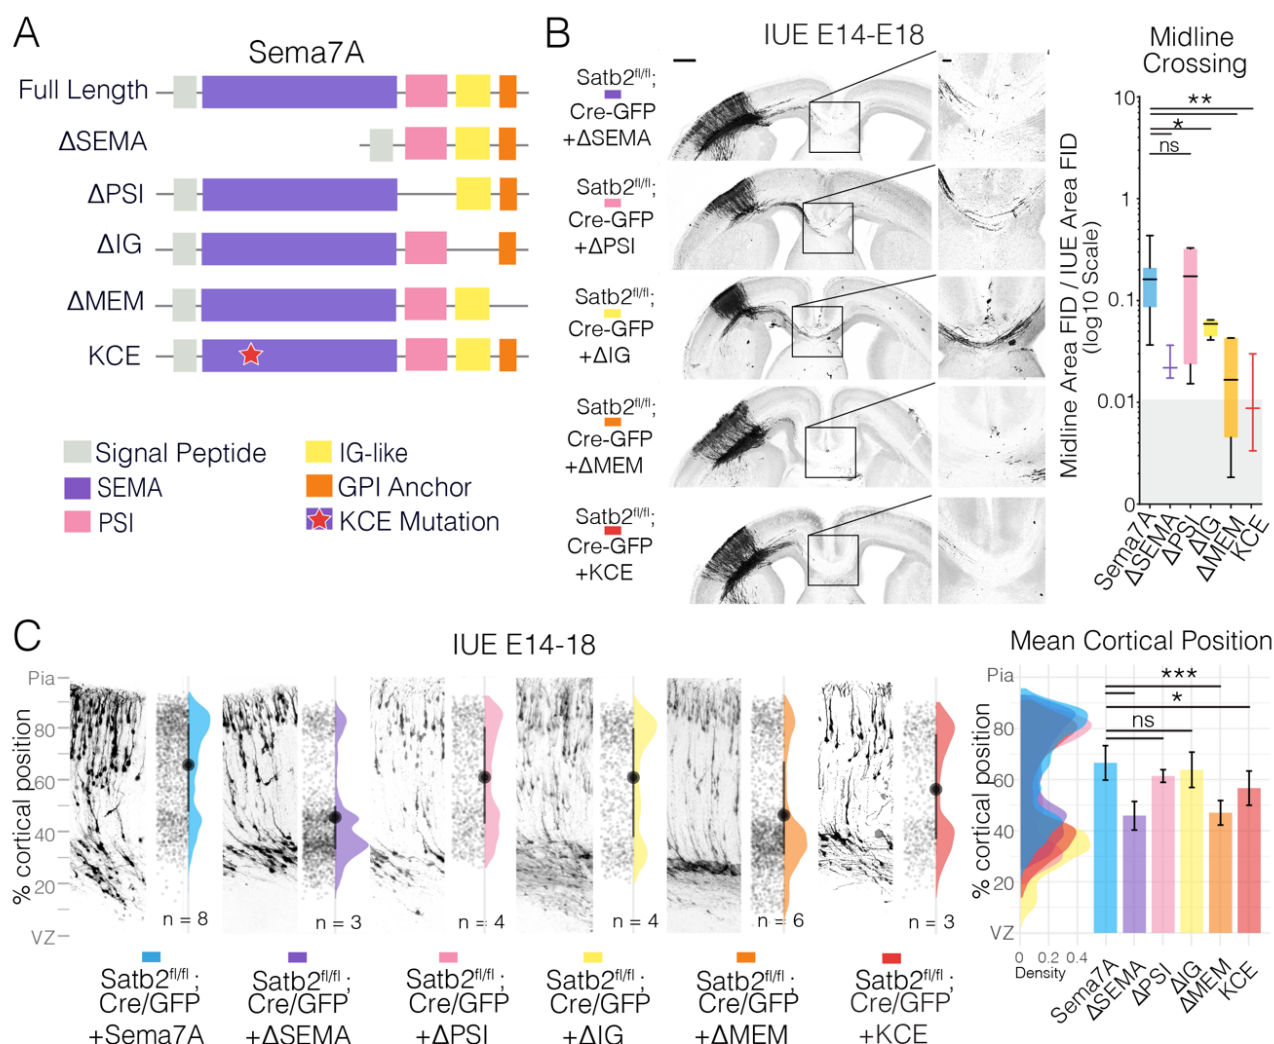 A
Sema7A
Full Length
ΔSEMA
ΔPSI
ΔIG
ΔMEM
KCE
Signal Peptide
SEMA
PSI
IG-like
GPI Anchor
KCE Mutation
B
IUE E14-E18
Satb2fl/fl;
Cre-GFP
+ΔSEMA
Satb2fl/fl;
Cre-GFP
+ΔPSI
Satb2fl/fl;
Cre-GFP
+ΔIG
Satb2fl/fl;
Cre-GFP
+ΔMEM
Satb2fl/fl;
Cre-GFP
+KCE
Midline
Crossing
Midline Area FID / IUE Area FID
(log10 Scale)
10
1
0.1
0.01
0
**
*
ns
Sema7A
ΔSEMA
ΔPSI
ΔIG
ΔMEM
KCE
C
IUE E14-18
% cortical position
Pia
80
60
40
20
VZ
n = 8
n = 3
n = 4
n = 4
n = 6
n = 3
Satb2fl/fl;
Cre/GFP
+Sema7A
Satb2fl/fl;
Cre/GFP
+ΔSEMA
Satb2fl/fl;
Cre/GFP
+ΔPSI
Satb2fl/fl;
Cre/GFP
+ΔIG
Satb2fl/fl;
Cre/GFP
+ΔMEM
Satb2fl/fl;
Cre/GFP
+KCE
Mean Cortical Position
% cortical position
Pia
80
60
40
20
VZ
***
*
ns
0 0.2 0.4
Density
Sema7A
ΔSEMA
ΔPSI
ΔIG
ΔMEM
KCE